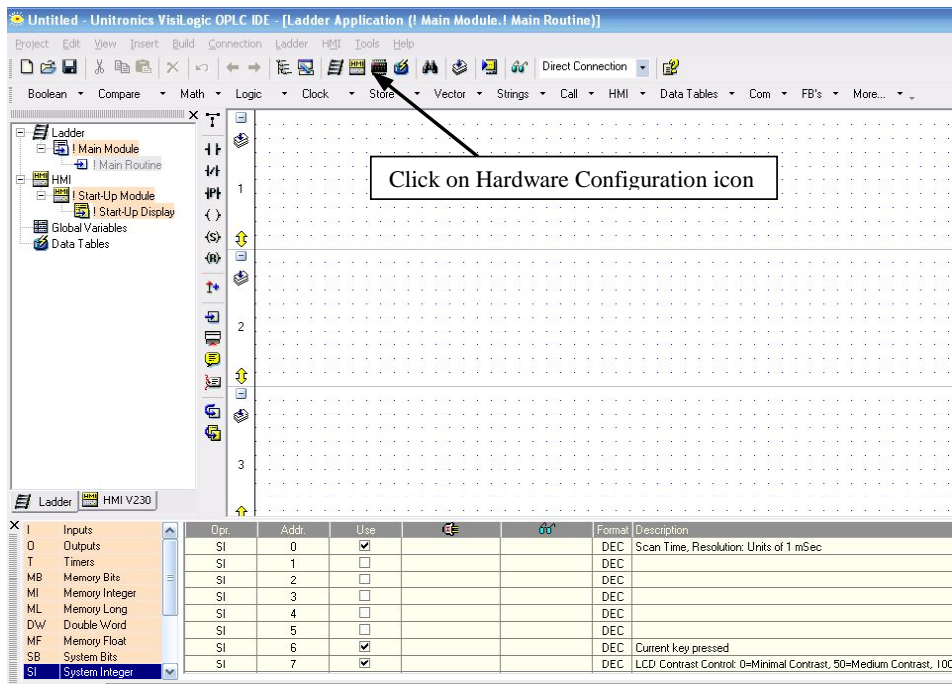 Untitled - Unitronics VisiLogic OPLC IDE - [Ladder Application (! Main Module.! Main Routine)]
Project Edit View Insert Build Connection Ladder HMI Tools Help
Direct Connection
Boolean Compare Math Logic Clock Store Vector Strings Call HMI Data Tables Com FB's More...
Ladder
! Main Module
! Main Routine
HMI
! Start-Up Module
! Start-Up Display
Global Variables
Data Tables
Click on Hardware Configuration icon
1
2
3
Ladder HMI V230
I Inputs
O Outputs
T Timers
MB Memory Bits
MI Memory Integer
ML Memory Long
DW Double Word
MF Memory Float
SB System Bits
SI System Integer
Opr. Addr. Use Format Description
SI 0 DEC Scan Time, Resolution: Units of 1 mSec
SI 1 DEC
SI 2 DEC
SI 3 DEC
SI 4 DEC
SI 5 DEC
SI 6 DEC Current key pressed
SI 7 DEC LCD Contrast Control: 0=Minimal Contrast, 50=Medium Contrast, 100